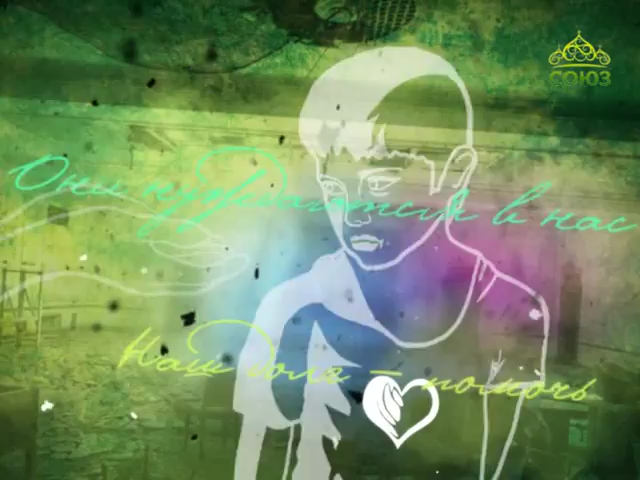 СОЮЗ
Они нуждаются в нас
Наш долг – помочь